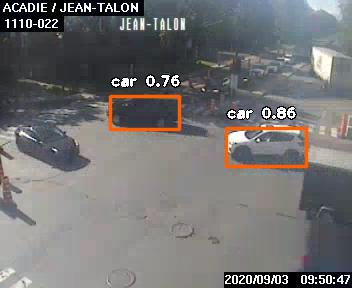 ACADIE / JEAN-TALON
1110-022
JEAN-TALON
car 0.76
car 0.86
2020/09/03 09:50:47